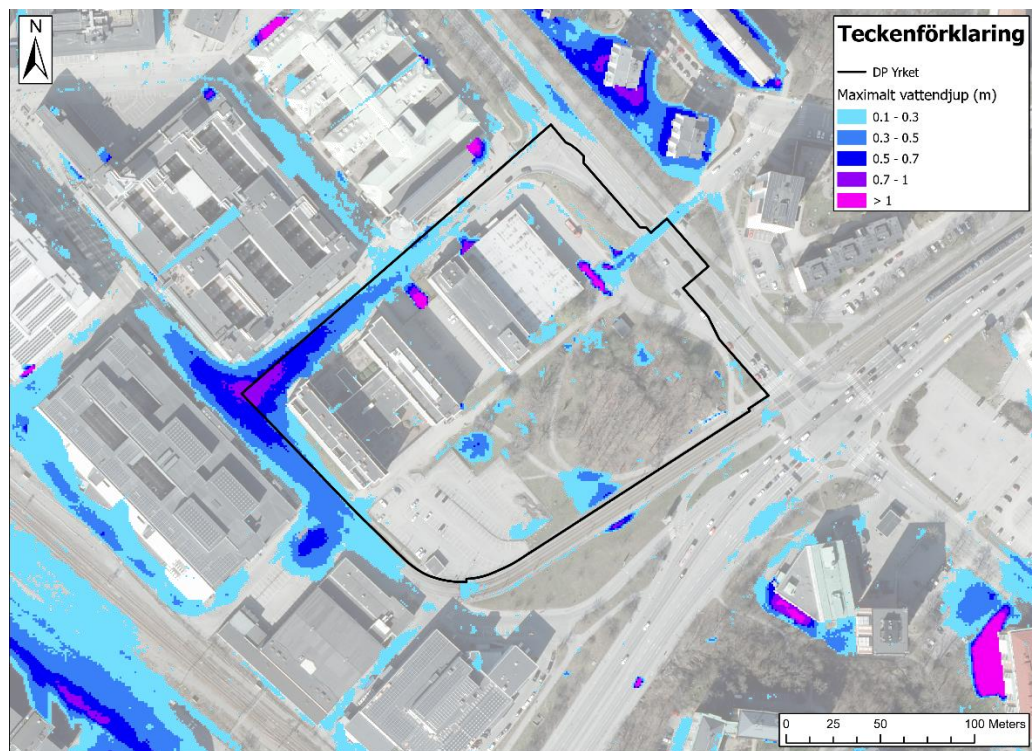 N
Teckenförklaring
DP Yrket
Maximalt vattendjup (m)
0.1 - 0.3
0.3 - 0.5
0.5 - 0.7
0.7 - 1
> 1
0 25 50 100 Meters